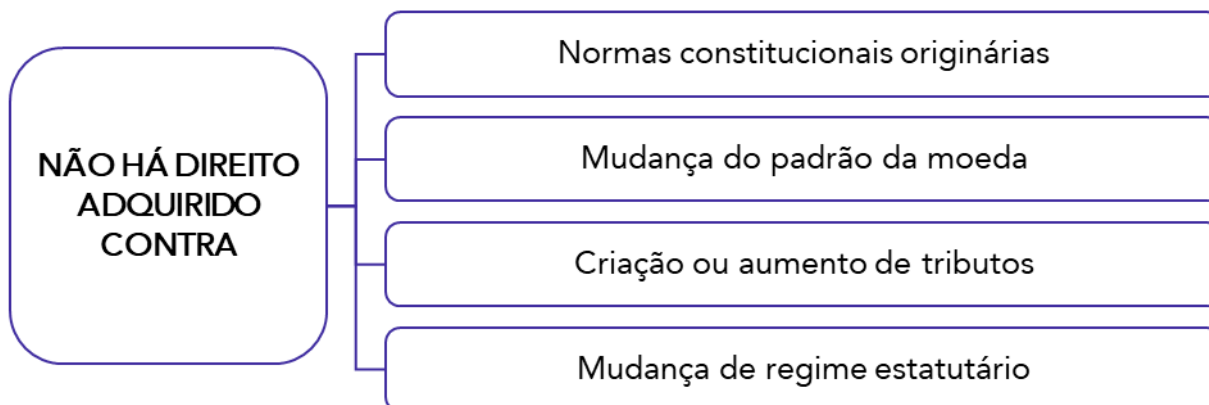 NÃO HÁ DIREITO
ADQUIRIDO
CONTRA
Normas constitucionais originárias
Mudança do padrão da moeda
Criação ou aumento de tributos
Mudança de regime estatutário